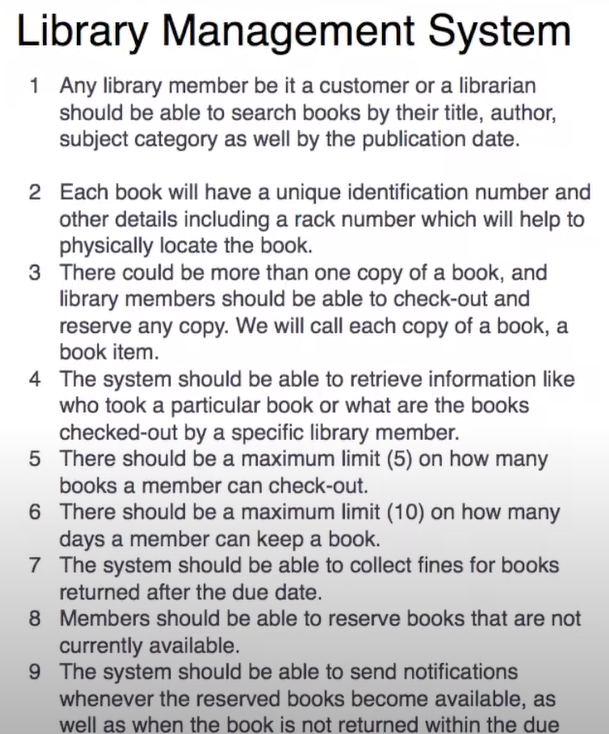 Library Management System
1 Any library member be it a customer or a librarian
should be able to search books by their title, author,
subject category as well by the publication date.
2 Each book will have a unique identification number and
other details including a rack number which will help to
physically locate the book.
3 There could be more than one copy of a book, and
library members should be able to check-out and
reserve any copy. We will call each copy of a book, a
book item.
4 The system should be able to retrieve information like
who took a particular book or what are the books
checked-out by a specific library member.
5 There should be a maximum limit (5) on how many
books a member can check-out.
6 There should be a maximum limit (10) on how many
days a member can keep a book.
7 The system should be able to collect fines for books
returned after the due date.
8 Members should be able to reserve books that are not
currently available.
9 The system should be able to send notifications
whenever the reserved books become available, as
well as when the book is not returned within the due